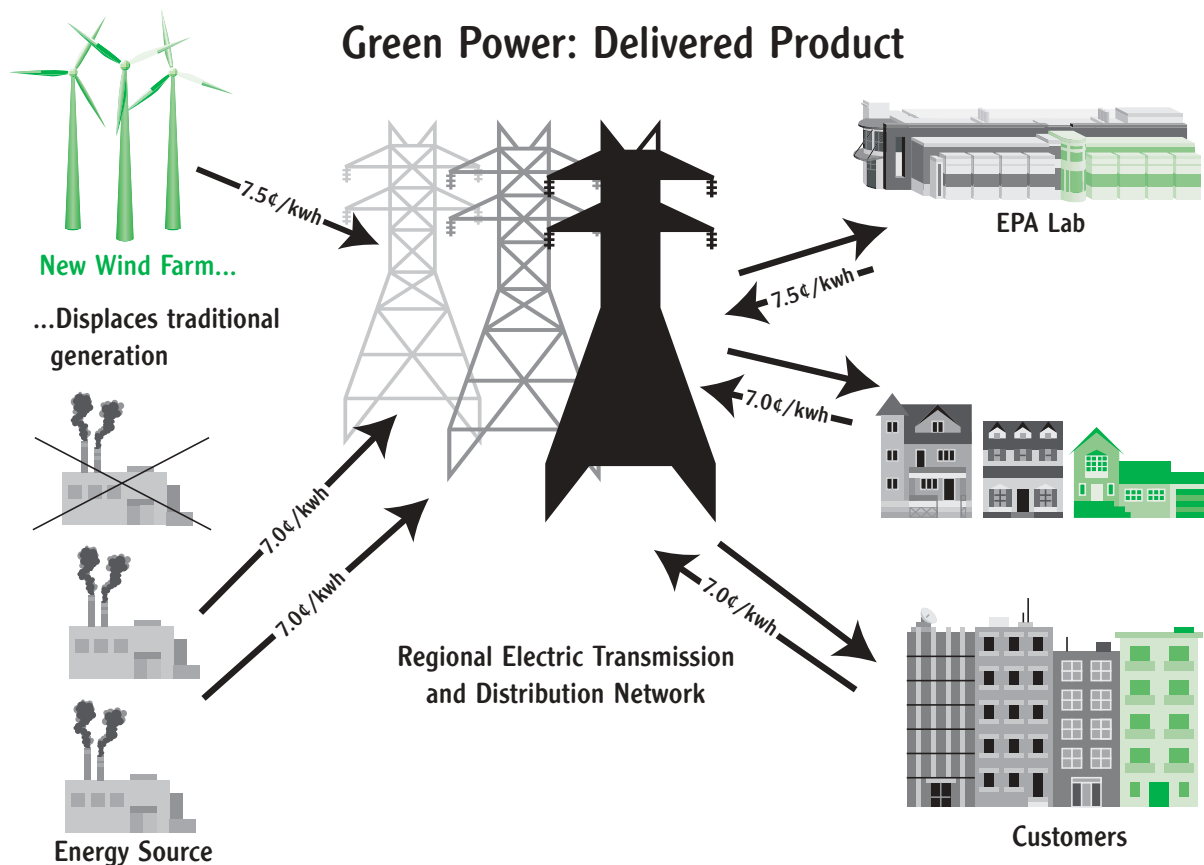 Green Power: Delivered Product
7.5¢/kwh
New Wind Farm...
EPA Lab
7.5¢/kwh
...Displaces traditional
generation
7.0¢/kwh
7.0¢/kwh
7.0¢/kwh
7.0¢/kwh
Regional Electric Transmission
and Distribution Network
Energy Source
Customers